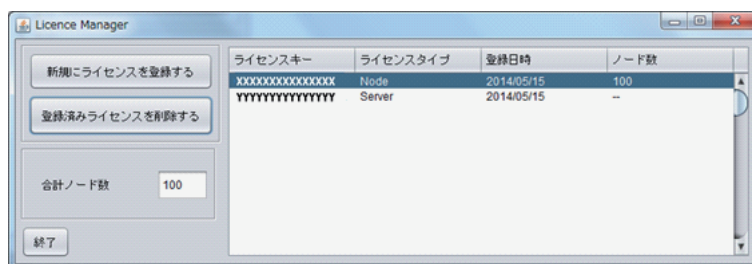 Licence Manager
新規にライセンスを登録する
登録済みライセンスを削除する
合計ノード数 100
終了
ライセンスキー ライセンスタイプ 登録日時 ノード数
XXXXXXXXXXXXXXX Node 2014/05/15 100
YYYYYYYYYYYYYYY Server 2014/05/15 --